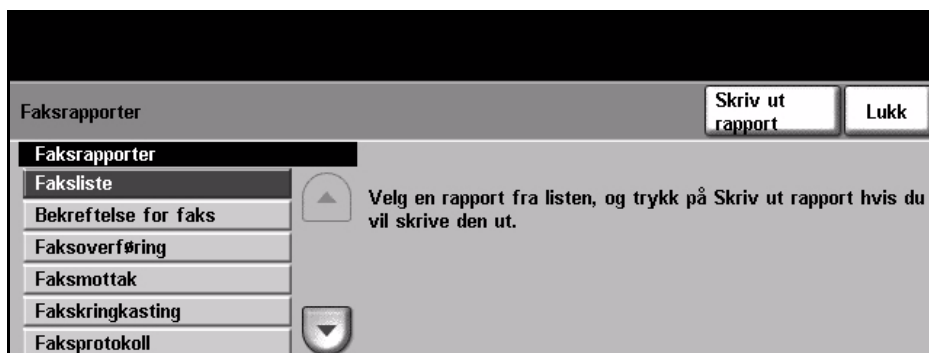 Faksrapporter
Skriv ut
rapport
Lukk
Faksrapporter
Faksliste
Bekreftelse for faks
Faksoverføring
Faksmottak
Fakskringkasting
Faksprotokoll
Velg en rapport fra listen, og trykk på Skriv ut rapport hvis du
vil skrive den ut.